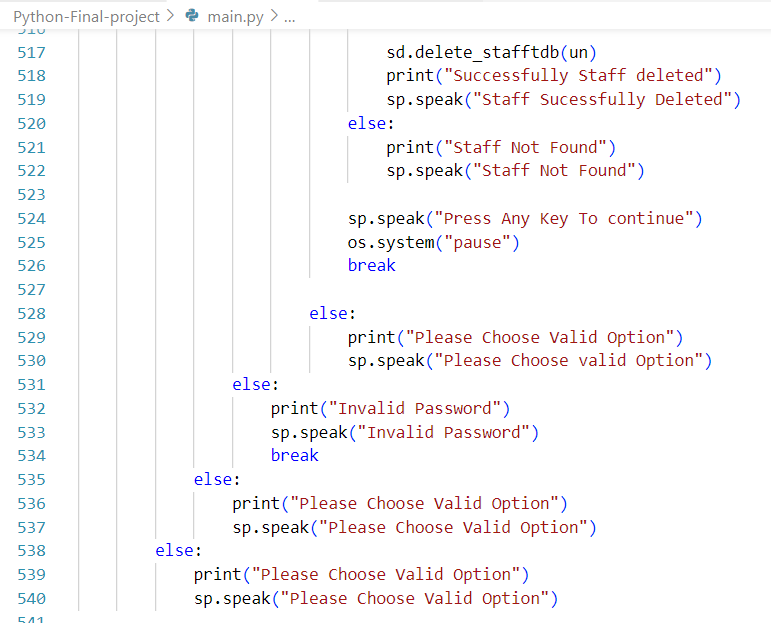 Python-Final-project > main.py > ...
516
517 sd.delete_stafftdb(un)
518 print("Successfully Staff deleted")
519 sp.speak("Staff Sucessfully Deleted")
520 else:
521 print("Staff Not Found")
522 sp.speak("Staff Not Found")
523
524 sp.speak("Press Any Key To continue")
525 os.system("pause")
526 break
527
528 else:
529 print("Please Choose Valid Option")
530 sp.speak("Please Choose valid Option")
531 else:
532 print("Invalid Password")
533 sp.speak("Invalid Password")
534 break
535 else:
536 print("Please Choose Valid Option")
537 sp.speak("Please Choose Valid Option")
538 else:
539 print("Please Choose Valid Option")
540 sp.speak("Please Choose Valid Option")
541